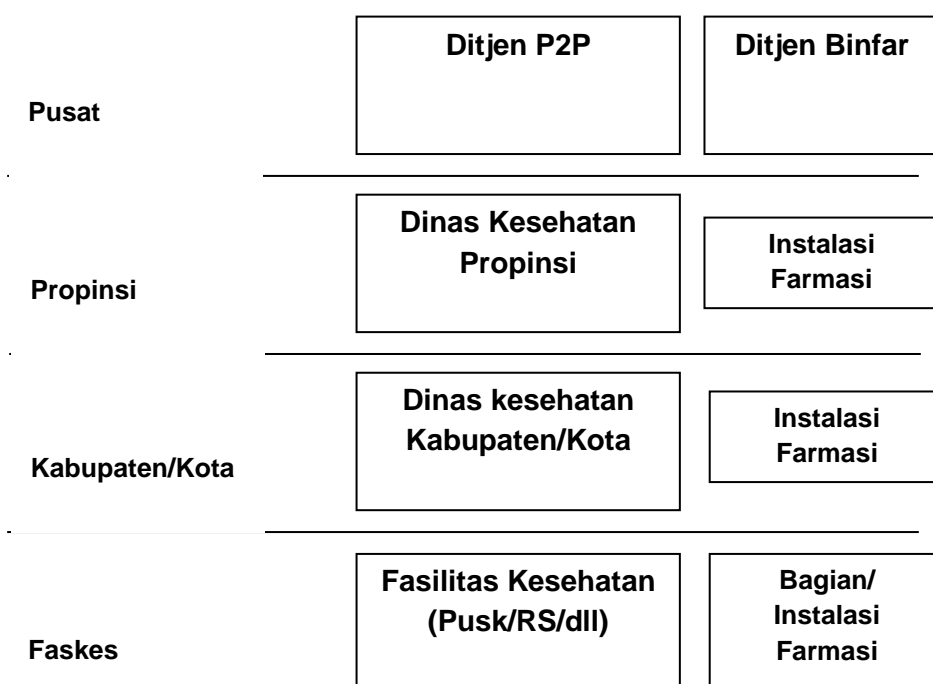 Ditjen P2P
Ditjen Binfar
Pusat
Dinas Kesehatan
Propinsi
Instalasi
Farmasi
Propinsi
Dinas kesehatan
Kabupaten/Kota
Instalasi
Farmasi
Kabupaten/Kota
Fasilitas Kesehatan
(Pusk/RS/dll)
Bagian/
Instalasi
Farmasi
Faskes